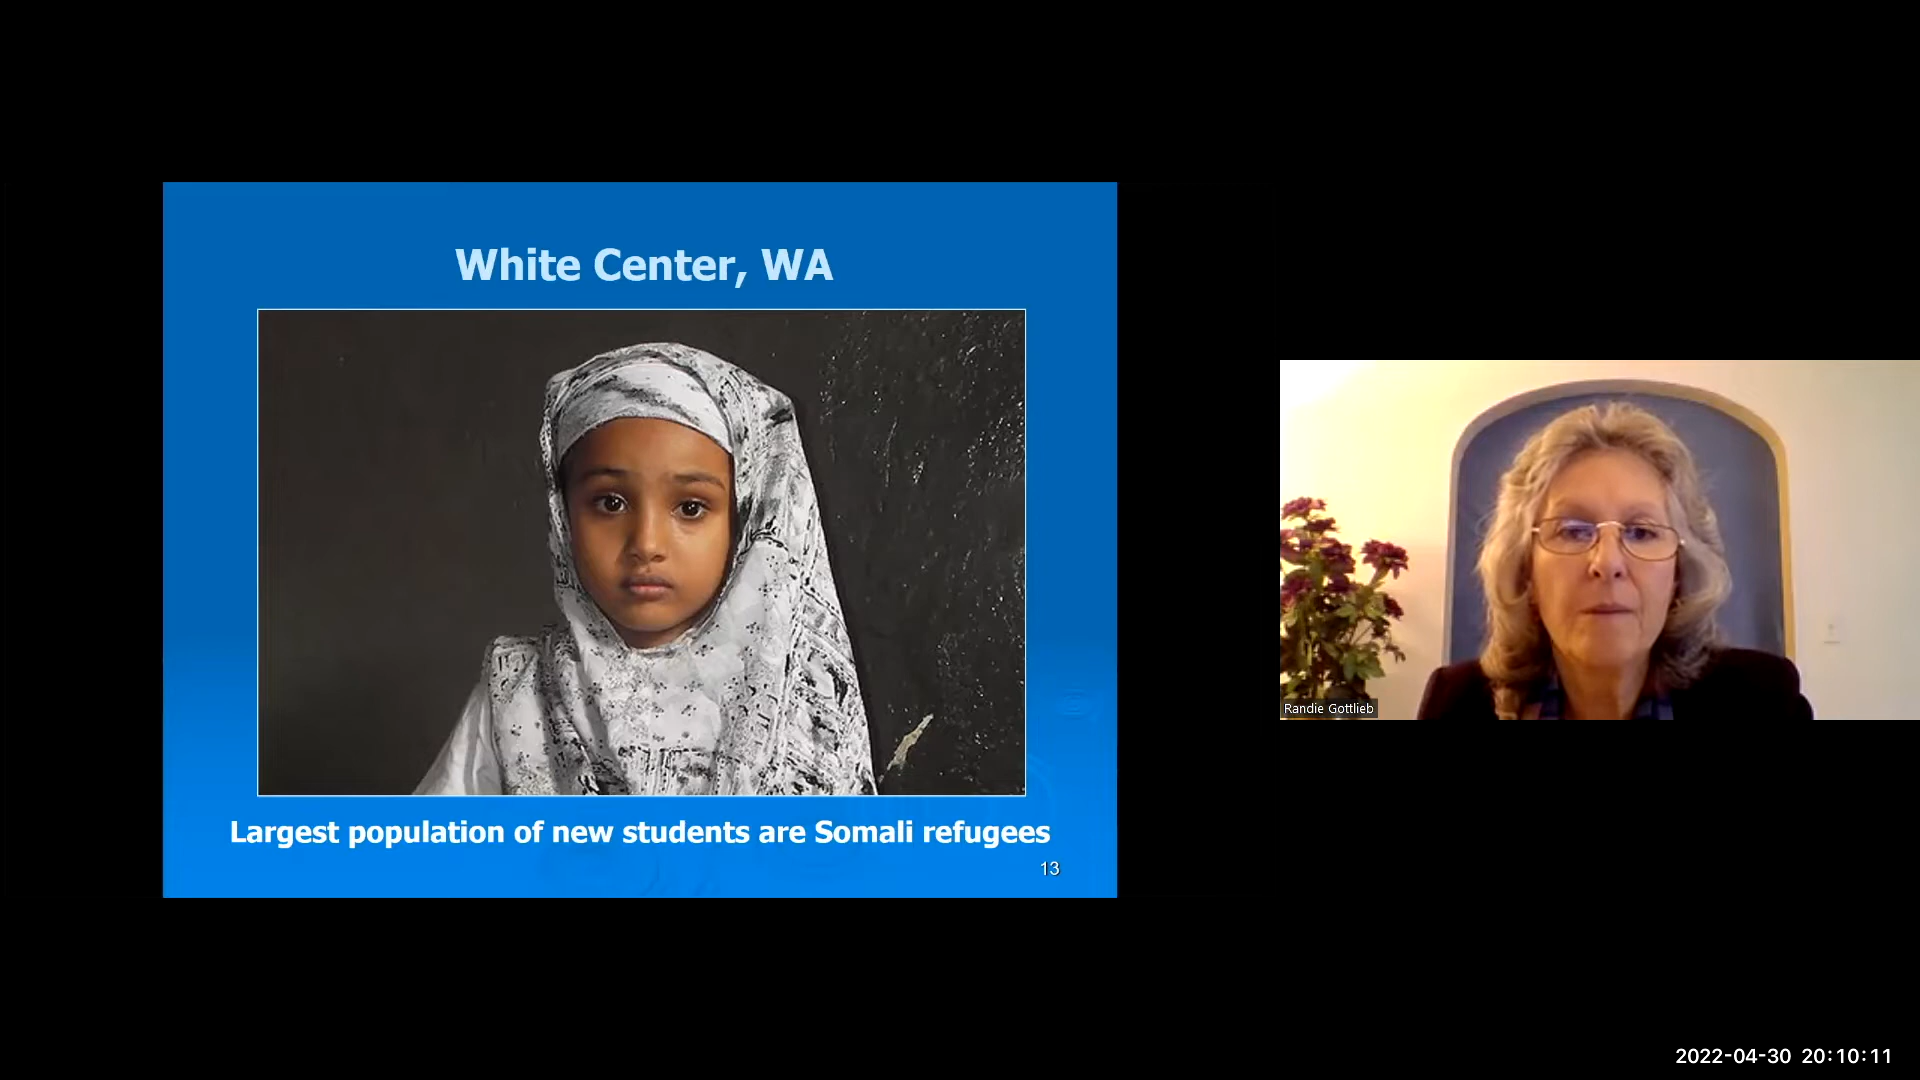 White Center, WA
Largest population of new students are Somali refugees
13
Randie Gottlieb
2022-04-30 20:10:11